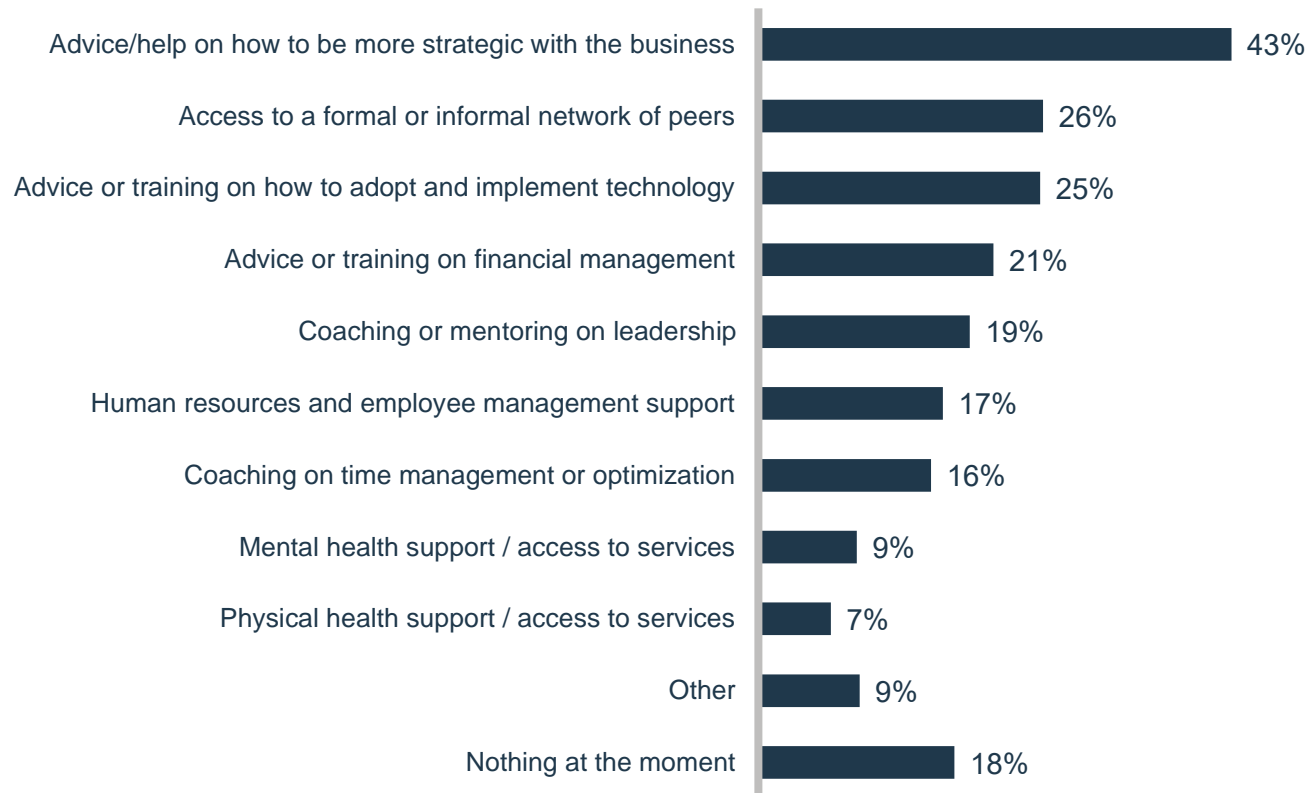 Advice/help on how to be more strategic with the business 43%
Access to a formal or informal network of peers 26%
Advice or training on how to adopt and implement technology 25%
Advice or training on financial management 21%
Coaching or mentoring on leadership 19%
Human resources and employee management support 17%
Coaching on time management or optimization 16%
Mental health support / access to services 9%
Physical health support / access to services 7%
Other 9%
Nothing at the moment 18%